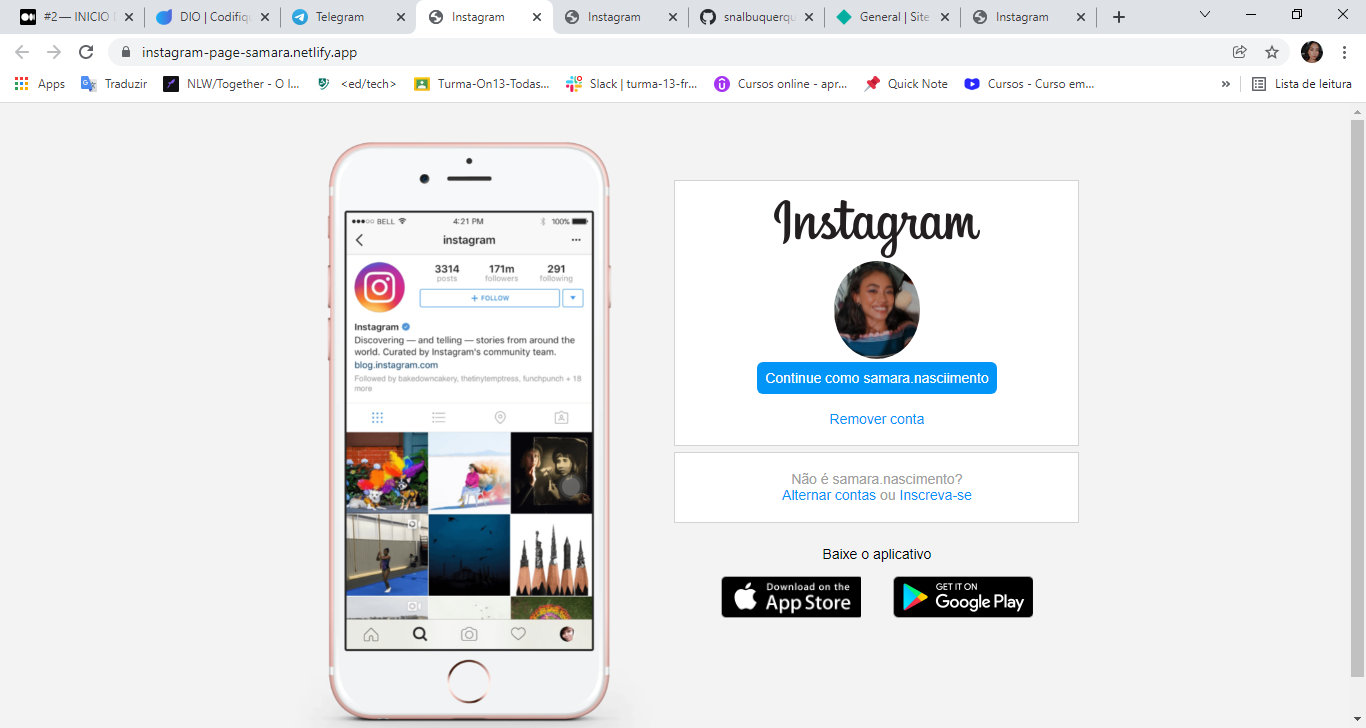 #2 — INICIO
DIO | Codifiq
Telegram
Instagram
Instagram
snalbuquerqu
General | Site
Instagram
instagram-page-samara.netlify.app
Apps
Traduzir
NLW/Together - O I...
<ed/tech>
Turma-On13-Todas...
Slack | turma-13-fr...
Cursos online - apr...
Quick Note
Cursos - Curso em...
»
Lista de leitura
BELL 4:21 PM 100%
instagram
3314 171m 291
posts followers following
+ FOLLOW
Instagram
Discovering — and telling — stories from around the
world. Curated by Instagram's community team.
blog.instagram.com
Followed by bakedowncakery, thetinytemptress, funchpunch + 18
more
Instagram
Continue como samara.nasciimento
Remover conta
Não é samara.nascimento?
Alternar contas ou Inscreva-se
Baixe o aplicativo
Download on the
App Store
GET IT ON
Google Play